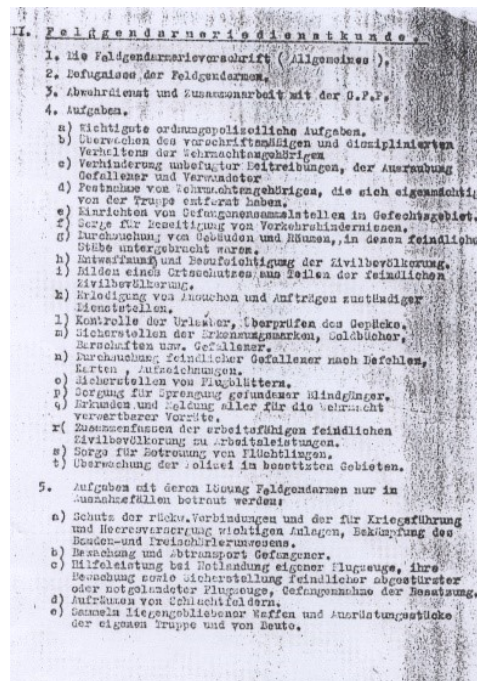 II. Feldgendarmeriedienstkunde.
1. Die Feldgendarmerievorschrift ( Allgemeines ).
2. Befugnisse der Feldgendarmen.
3. Abwehrdienst und Zusammenarbeit mit der G.F.P.
4. Aufgaben.
a) Wichtigste ordnungspolizeiliche Aufgaben.
b) Überwachen des vorschriftsmäßigen und disziplinierten
Verhaltens der Wehrmachtangehörigen
c) Verhinderung unbefugter Beitreibungen, der Ausraubung
Gefallener und Verwundeter
d) Festnahme von Wehrmachtangehörigen, die sich eigenmächtig
von der Truppe entfernt haben.
e) Einrichten von Gefangenensammelstellen im Gefechtsgebiet.
f) Sorge für Beseitigung von Verkehrshindernissen.
g) Durchsuchung von Gebäuden und Räumen, in denen feindliche
Stäbe untergebracht waren.
h) Entwaffnung und Beaufsichtigung der Zivilbevölkerung.
i) Bilden eines Ortsschutzes aus Teilen der feindlichen
Zivilbevölkerung.
k) Erledigung von Ansuchen und Aufträgen zuständiger
Dienststellen.
l) Kontrolle der Urlauber, Überprüfen des Gepäcks.
m) Sicherstellen der Erkennungsmarken, Soldbücher,
Barschaften usw. Gefallener.
n) Durchsuchung feindlicher Gefallener nach Befehlen,
Karten , Aufzeichnungen.
o) Sicherstellen von Flugblättern.
p) Sorgung für Sprengung gefundener Blindgänger.
q) Erkunden und Meldung aller für die Wehrmacht
verwertbarer Vorräte.
r( Zusammenfassen der arbeitsfähigen feindlichen
Zivilbevölkerung zu Arbeitsleistungen.
s) Sorge für Betreuung von Flüchtlingen.
t) Überwachung der Polizei in besetzten Gebieten.
5. Aufgaben mit deren Lösung Feldgendarmen nur in
Ausnahmefällen betraut werden:
a) Schutz der rückw. Verbindungen und der für Kriegsführung
und Heeresversorgung wichtigen Anlagen, Bekämpfung des
Banden-und Freischärlerunwesens.
b) Bewachung und Abtransport Gefangener.
c) Hilfeleistung bei Notlandung eigener Flugzeuge, ihre
Bewachung sowie Sicherstellung feindlicher abgestürzter
oder notgelandeter Flugzeuge, Gefangennahme der Besatzung.
d) Aufräumen von Schlachtfeldern.
e) Sammeln liegengebliebener Waffen und Ausrüstungsstücke
der eigenen Truppe und von Beute.